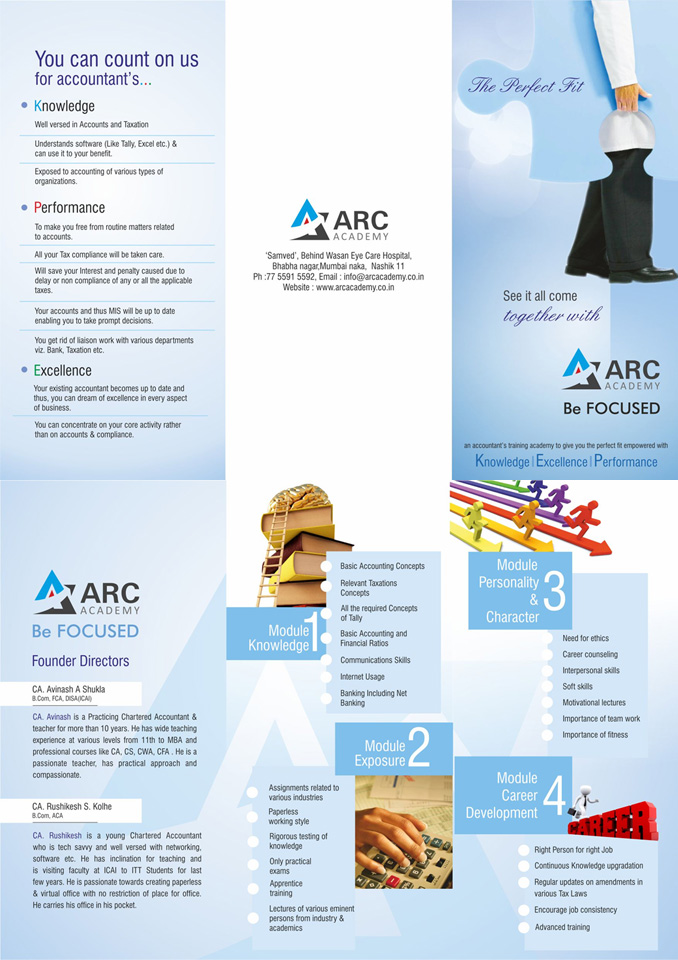 You can count on us
for accountant's...
Knowledge
Well versed in Accounts and Taxation
Understands software (Like Tally, Excel etc.) &
can use it to your benefit.
Exposed to accounting of various types of
organizations.
Performance
To make you free from routine matters related
to accounts.
All your Tax compliance will be taken care.
Will save your Interest and penalty caused due to
delay or non compliance of any or all the applicable
taxes.
Your accounts and thus MIS will be up to date
enabling you to take prompt decisions.
You get rid of liaison work with various departments
viz. Bank, Taxation etc.
Excellence
Your existing accountant becomes up to date and
thus, you can dream of excellence in every aspect
of business.
You can concentrate on your core activity rather
than on accounts & compliance.
ARC
ACADEMY
'Samved', Behind Wasan Eye Care Hospital,
Bhabha nagar,Mumbai naka, Nashik 11
Ph :77 5591 5592, Email : info@arcacademy.co.in
Website : www.arcacademy.co.in
The Perfect Fit
See it all come
together with
ARC
ACADEMY
Be FOCUSED
an accountant's training academy to give you the perfect fit empowered with
Knowledge|Excellence|Performance
ARC
ACADEMY
Be FOCUSED
Founder Directors
CA. Avinash A Shukla
B.Com, FCA, DISA(ICAI)
CA. Avinash is a Practicing Chartered Accountant &
teacher for more than 10 years. He has wide teaching
experience at various levels from 11th to MBA and
professional courses like CA, CS, CWA, CFA . He is a
passionate teacher, has practical approach and
compassionate.
CA. Rushikesh S. Kolhe
B.Com, ACA
CA. Rushikesh is a young Chartered Accountant
who is tech savvy and well versed with networking,
software etc. He has inclination for teaching and
is visiting faculty at ICAI to ITT Students for last
few years. He is passionate towards creating paperless
& virtual office with no restriction of place for office.
He carries his office in his pocket.
Module
Knowledge 1
Basic Accounting Concepts
Relevant Taxations
Concepts
All the required Concepts
of Tally
Basic Accounting and
Financial Ratios
Communications Skills
Internet Usage
Banking Including Net
Banking
Module
Exposure 2
Assignments related to
various industries
Paperless
working style
Rigorous testing of
knowledge
Only practical
exams
Apprentice
training
Lectures of various eminent
persons from industry &
academics
Module
Personality
&
Character 3
Need for ethics
Career counseling
Interpersonal skills
Soft skills
Motivational lectures
Importance of team work
Importance of fitness
Module
Career
Development 4
CAREER
Right Person for right Job
Continuous Knowledge upgradation
Regular updates on amendments in
various Tax Laws
Encourage job consistency
Advanced training